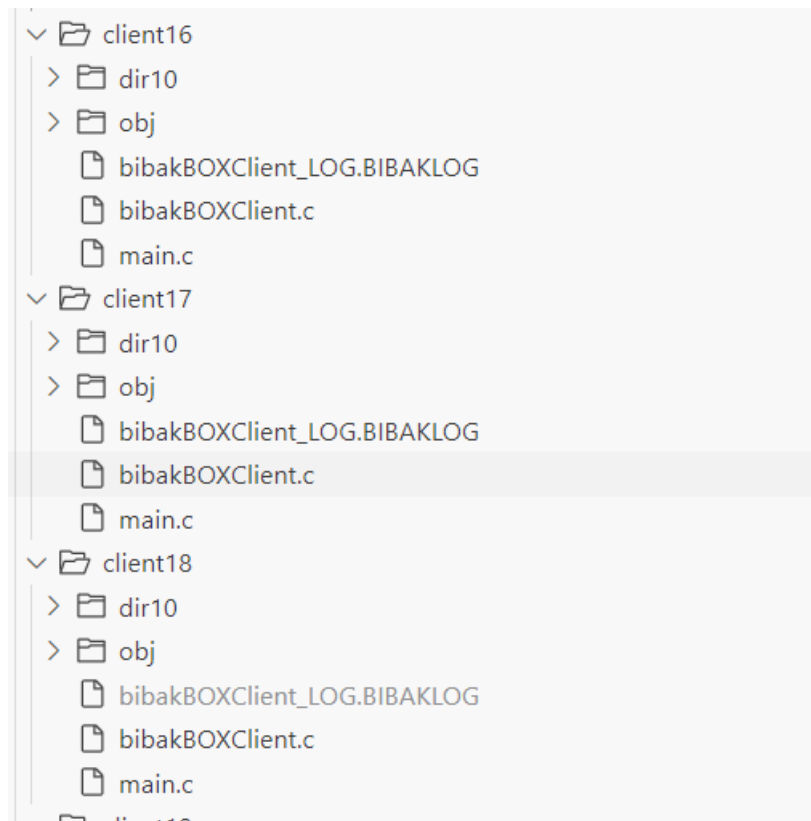 client16
dir10
obj
bibakBOXClient_LOG.BIBAKLOG
bibakBOXClient.c
main.c
client17
dir10
obj
bibakBOXClient_LOG.BIBAKLOG
bibakBOXClient.c
main.c
client18
dir10
obj
bibakBOXClient_LOG.BIBAKLOG
bibakBOXClient.c
main.c